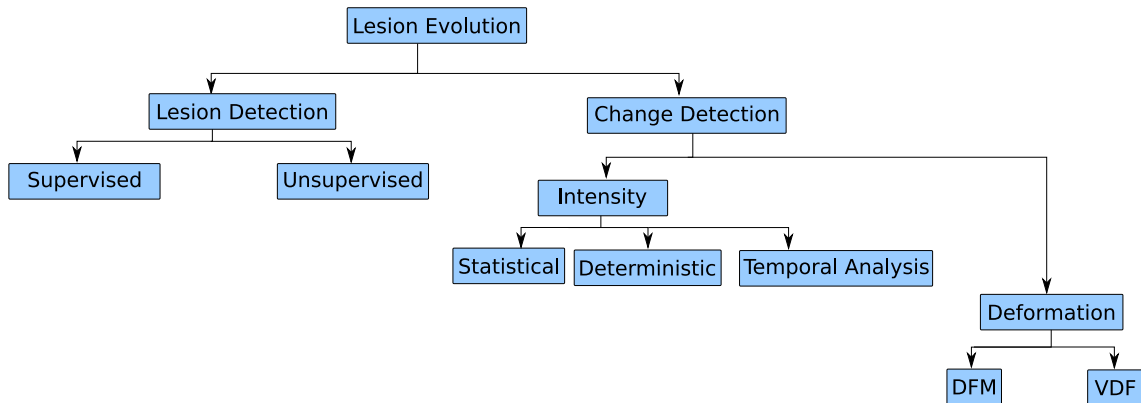 Lesion Evolution
Lesion Detection
Change Detection
Supervised
Unsupervised
Intensity
Statistical
Deterministic
Temporal Analysis
Deformation
DFM
VDF